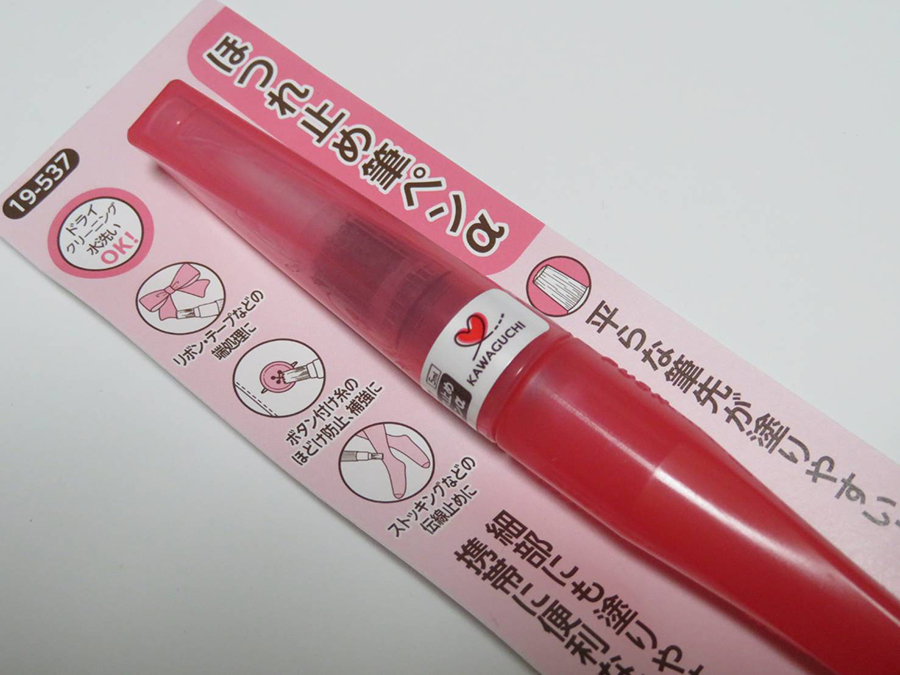 ほつれ止め筆ペンα
19-537
ドライ
クリーニング
水洗い
OK!
リボン・テープなどの
端処理に
ボタン付け糸の
ほどけ防止、補強に
ストッキングなどの
伝線止めに
KAWAGUCHI
平らな筆先が塗りやすい
細部にも塗りや
携帯に便利な